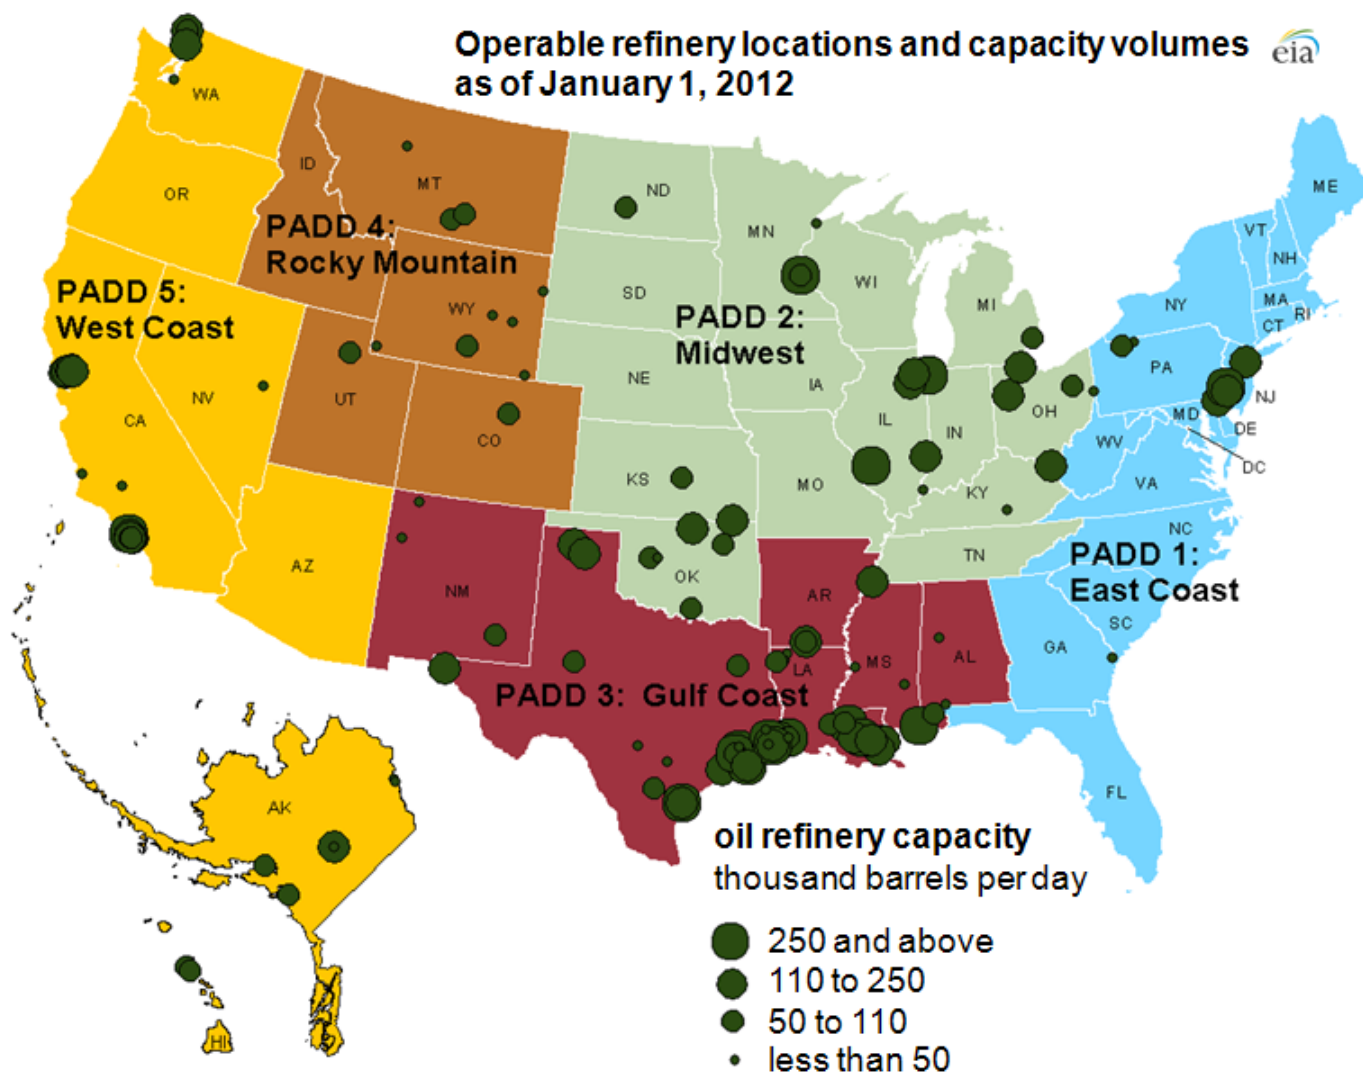 Operable refinery locations and capacity volumes
as of January 1, 2012
eia
WA
OR
ID
MT
ND
MN
ME
VT
NH
PADD 4:
Rocky Mountain
PADD 5:
West Coast
WY
SD
PADD 2:
Midwest
WI
MI
NY
MA
RI
CT
NV
CA
UT
CO
NE
IA
IL
IN
OH
PA
NJ
MD
DE
DC
WV
VA
KS
MO
KY
NC
TN
PADD 1:
East Coast
SC
AZ
NM
OK
AR
GA
LA
MS
AL
PADD 3: Gulf Coast
FL
AK
HI
oil refinery capacity
thousand barrels per day
250 and above
110 to 250
50 to 110
less than 50